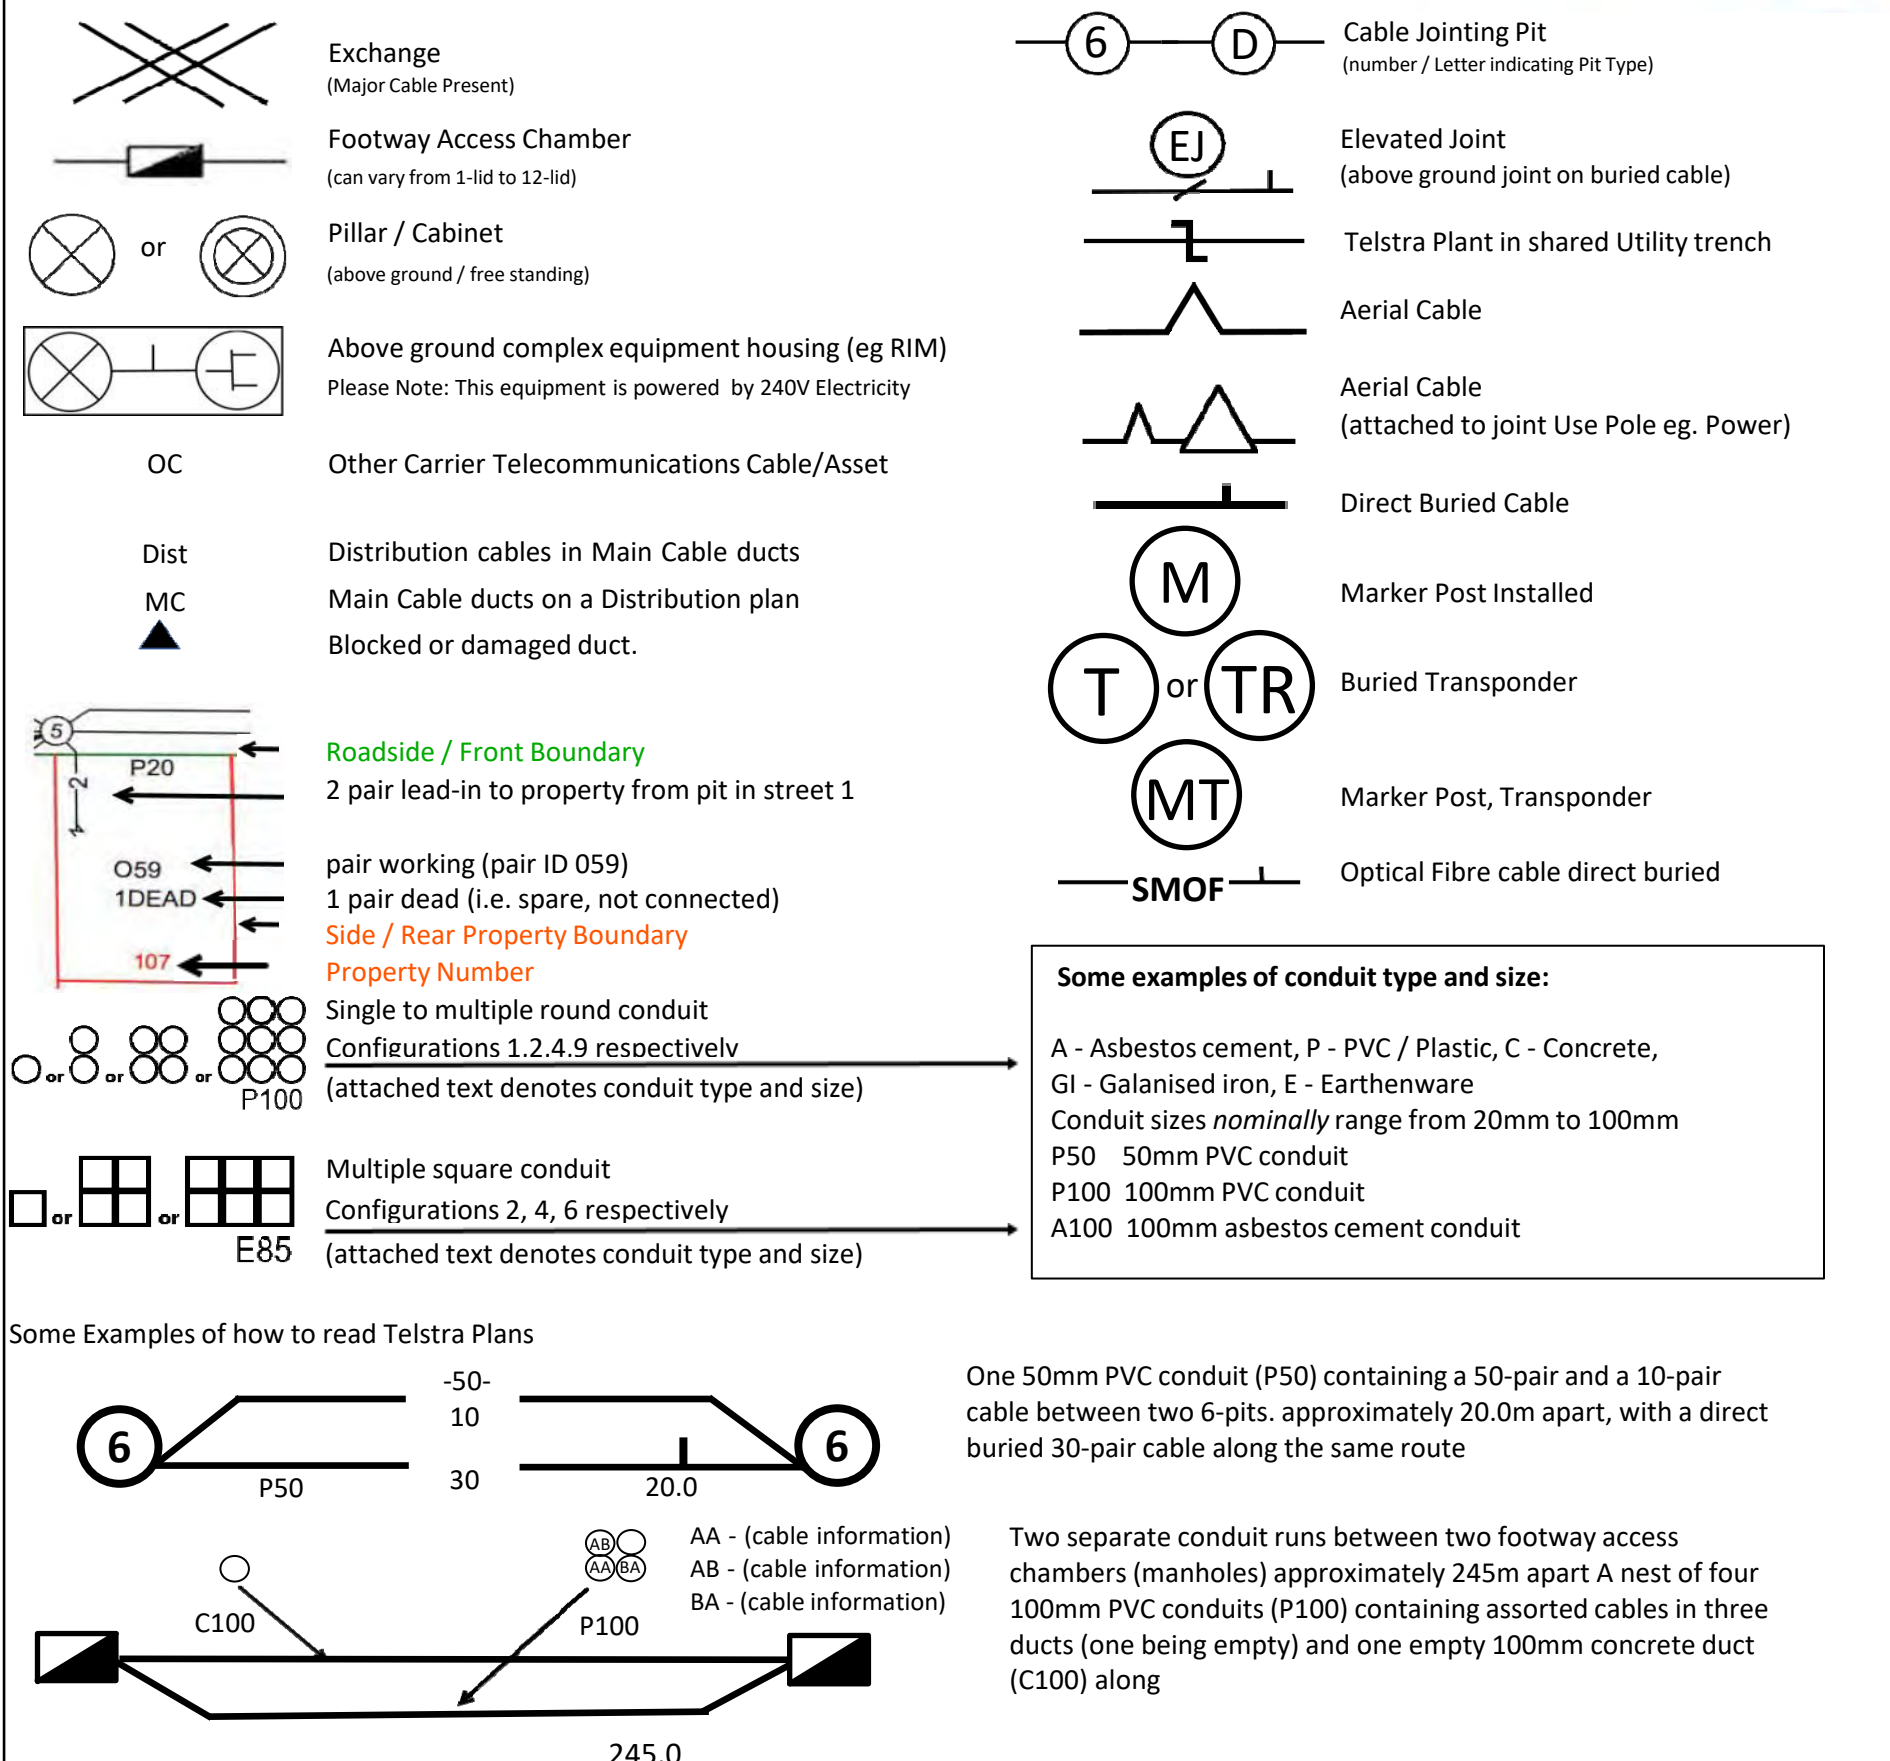 Exchange
(Major Cable Present)
Footway Access Chamber
(can vary from 1-lid to 12-lid)
or
Pillar / Cabinet
(above ground / free standing)
Above ground complex equipment housing (eg RIM)
Please Note: This equipment is powered by 240V Electricity
OC Other Carrier Telecommunications Cable/Asset
Dist Distribution cables in Main Cable ducts
MC Main Cable ducts on a Distribution plan
Blocked or damaged duct.
5
Roadside / Front Boundary
P20
2
2 pair lead-in to property from pit in street 1
O59 pair working (pair ID 059)
1DEAD 1 pair dead (i.e. spare, not connected)
Side / Rear Property Boundary
107 Property Number
Single to multiple round conduit
Configurations 1.2.4.9 respectively
or or or
P100 (attached text denotes conduit type and size)
Multiple square conduit
or or Configurations 2, 4, 6 respectively
E85 (attached text denotes conduit type and size)
6 D Cable Jointing Pit
(number / Letter indicating Pit Type)
EJ Elevated Joint
(above ground joint on buried cable)
Telstra Plant in shared Utility trench
Aerial Cable
Aerial Cable
(attached to joint Use Pole eg. Power)
Direct Buried Cable
M Marker Post Installed
T or TR Buried Transponder
MT Marker Post, Transponder
SMOF Optical Fibre cable direct buried
Some examples of conduit type and size:
A - Asbestos cement, P - PVC / Plastic, C - Concrete,
GI - Galanised iron, E - Earthenware
Conduit sizes nominally range from 20mm to 100mm
P50 50mm PVC conduit
P100 100mm PVC conduit
A100 100mm asbestos cement conduit
Some Examples of how to read Telstra Plans
-50-
10
6 6
P50 30 20.0
One 50mm PVC conduit (P50) containing a 50-pair and a 10-pair
cable between two 6-pits. approximately 20.0m apart, with a direct
buried 30-pair cable along the same route
AB
AA BA
AA - (cable information)
AB - (cable information)
BA - (cable information)
C100 P100
245.0
Two separate conduit runs between two footway access
chambers (manholes) approximately 245m apart A nest of four
100mm PVC conduits (P100) containing assorted cables in three
ducts (one being empty) and one empty 100mm concrete duct
(C100) along